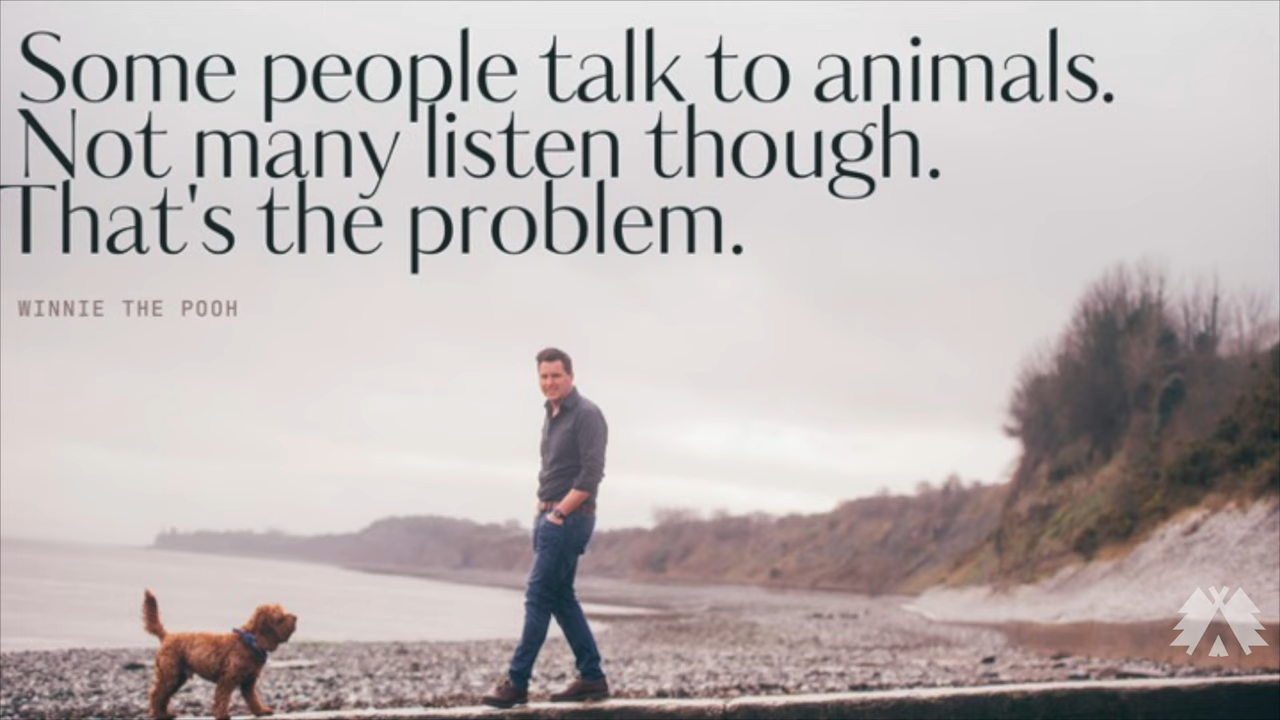 Some people talk to animals.
Not many listen though.
That's the problem.
WINNIE THE POOH